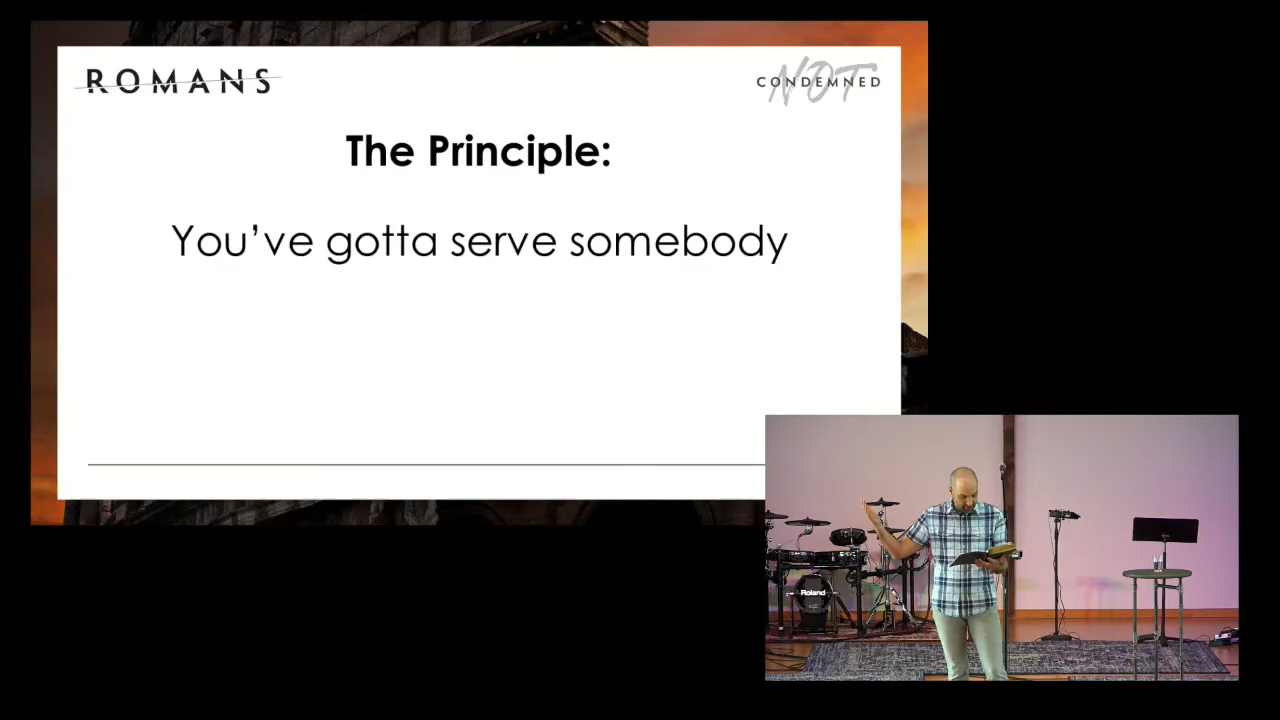 ROMANS
CONDEMNED
NOT
The Principle:
You've gotta serve somebody
Roland